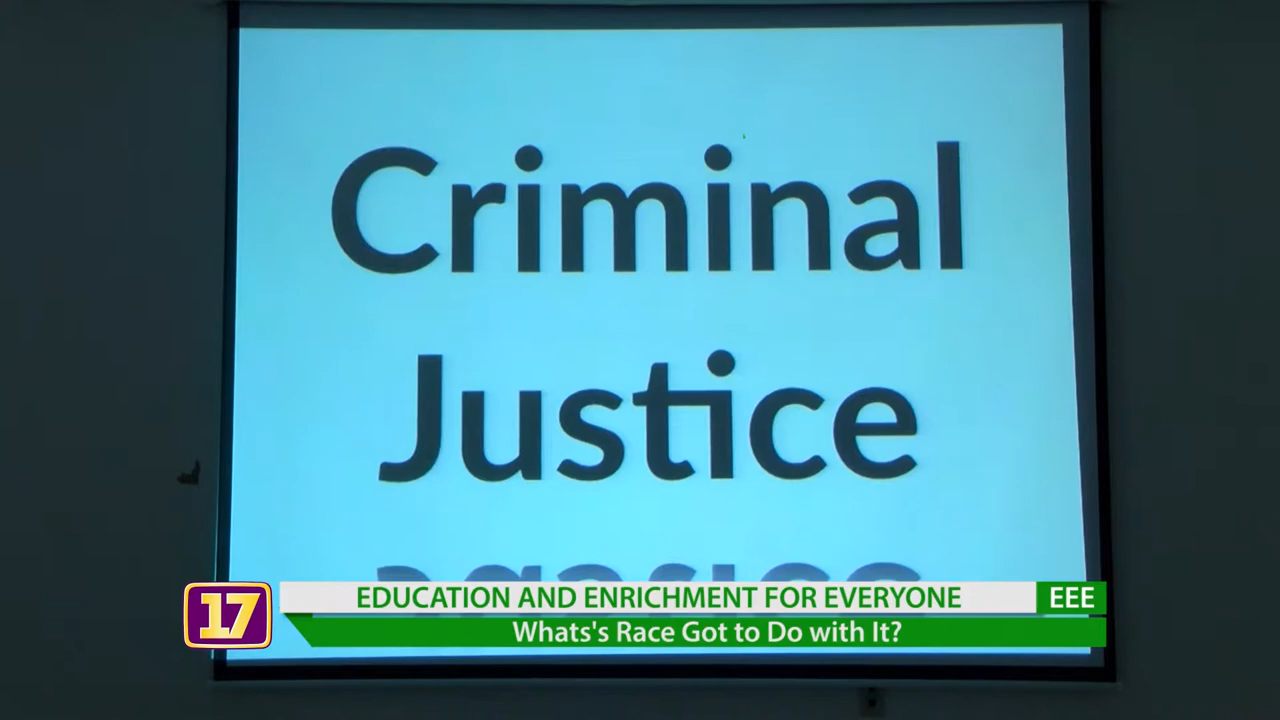 Criminal
Justice
17
EDUCATION AND ENRICHMENT FOR EVERYONE
EEE
Whats's Race Got to Do with It?